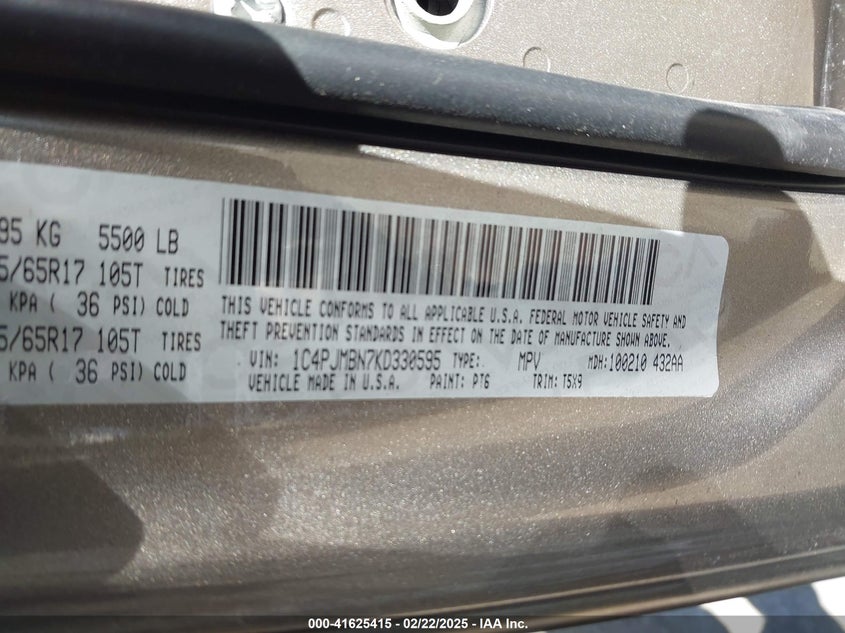 95 KG 5500 LB
5/65R17 105T TIRES
KPA ( 36 PSI) COLD
5/65R17 105T TIRES
KPA ( 36 PSI) COLD
THIS VEHICLE CONFORMS TO ALL APPLICABLE U.S.A. FEDERAL MOTOR VEHICLE SAFETY AND
THEFT PREVENTION STANDARDS IN EFFECT ON THE DATE OF MANUFACTURE SHOWN ABOVE.
VIN: 1C4PJMBN7KD330595 TYPE: MPV MDH:100210 432AA
VEHICLE MADE IN U.S.A. PAINT: PT6 TRIM: T5X9
000-41625415 - 02/22/2025 - IAA Inc.